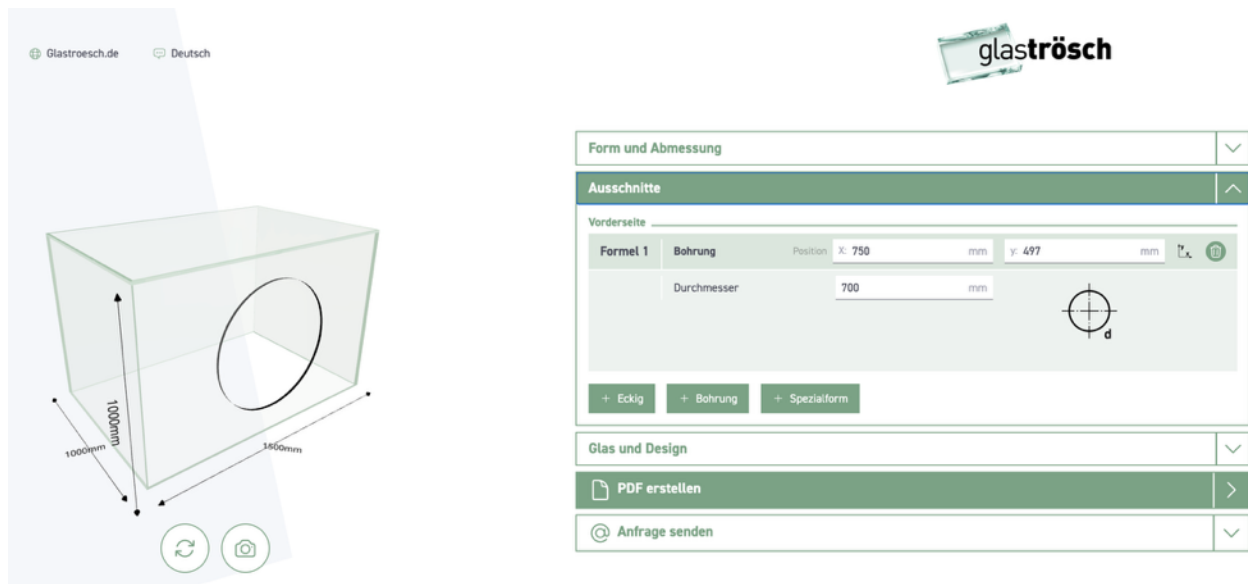 Glastroesch.de
Deutsch
glaströsch
Form und Abmessung
Ausschnitte
Vorderseite
Formel 1 Bohrung Position X: 750 mm y: 497 mm
Durchmesser 700 mm
d
+ Eckig + Bohrung + Spezialform
Glas und Design
PDF erstellen
Anfrage senden
1000mm
1000mm
1500mm